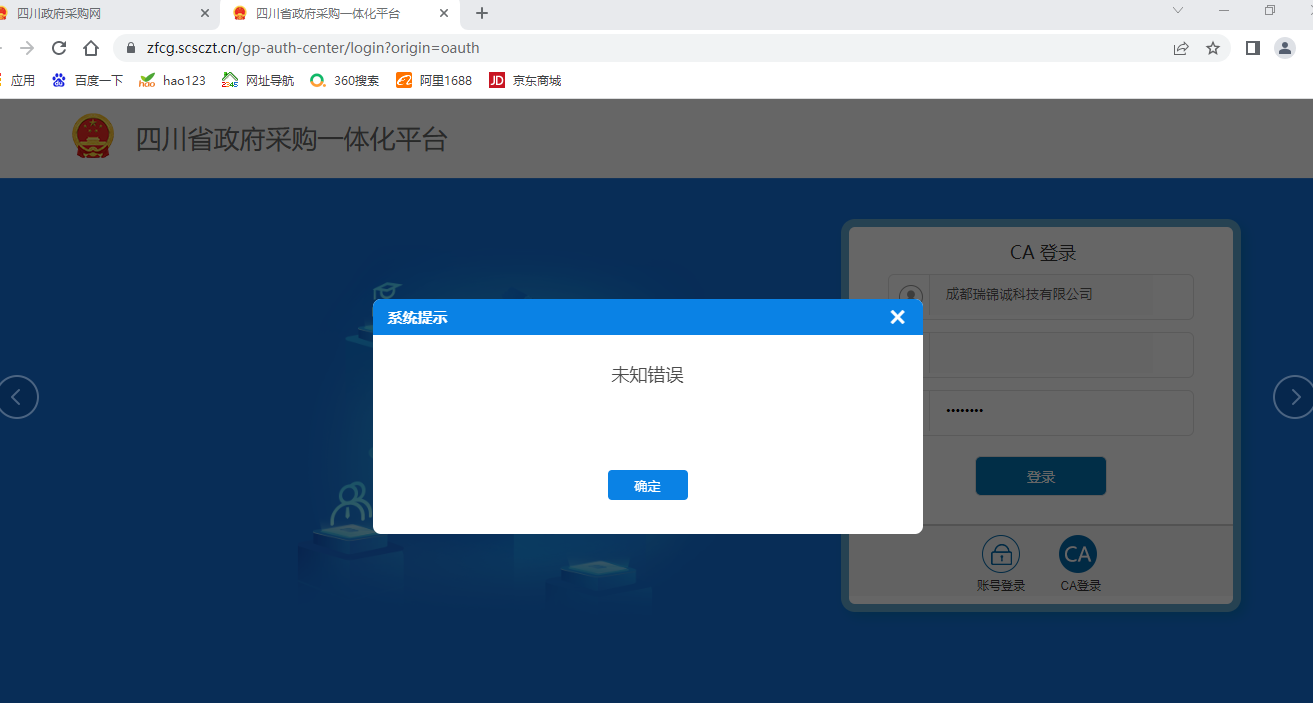 四川政府采购网
四川省政府采购一体化平台
zfcg.scsczt.cn/gp-auth-center/login?origin=oauth
应用 百度一下 hao123 网址导航 360搜索 阿里1688 JD 京东商城
四川省政府采购一体化平台
CA 登录
成都瑞锦诚科技有限公司
系统提示
未知错误
确定
••••••••
登录
CA
账号登录 CA登录